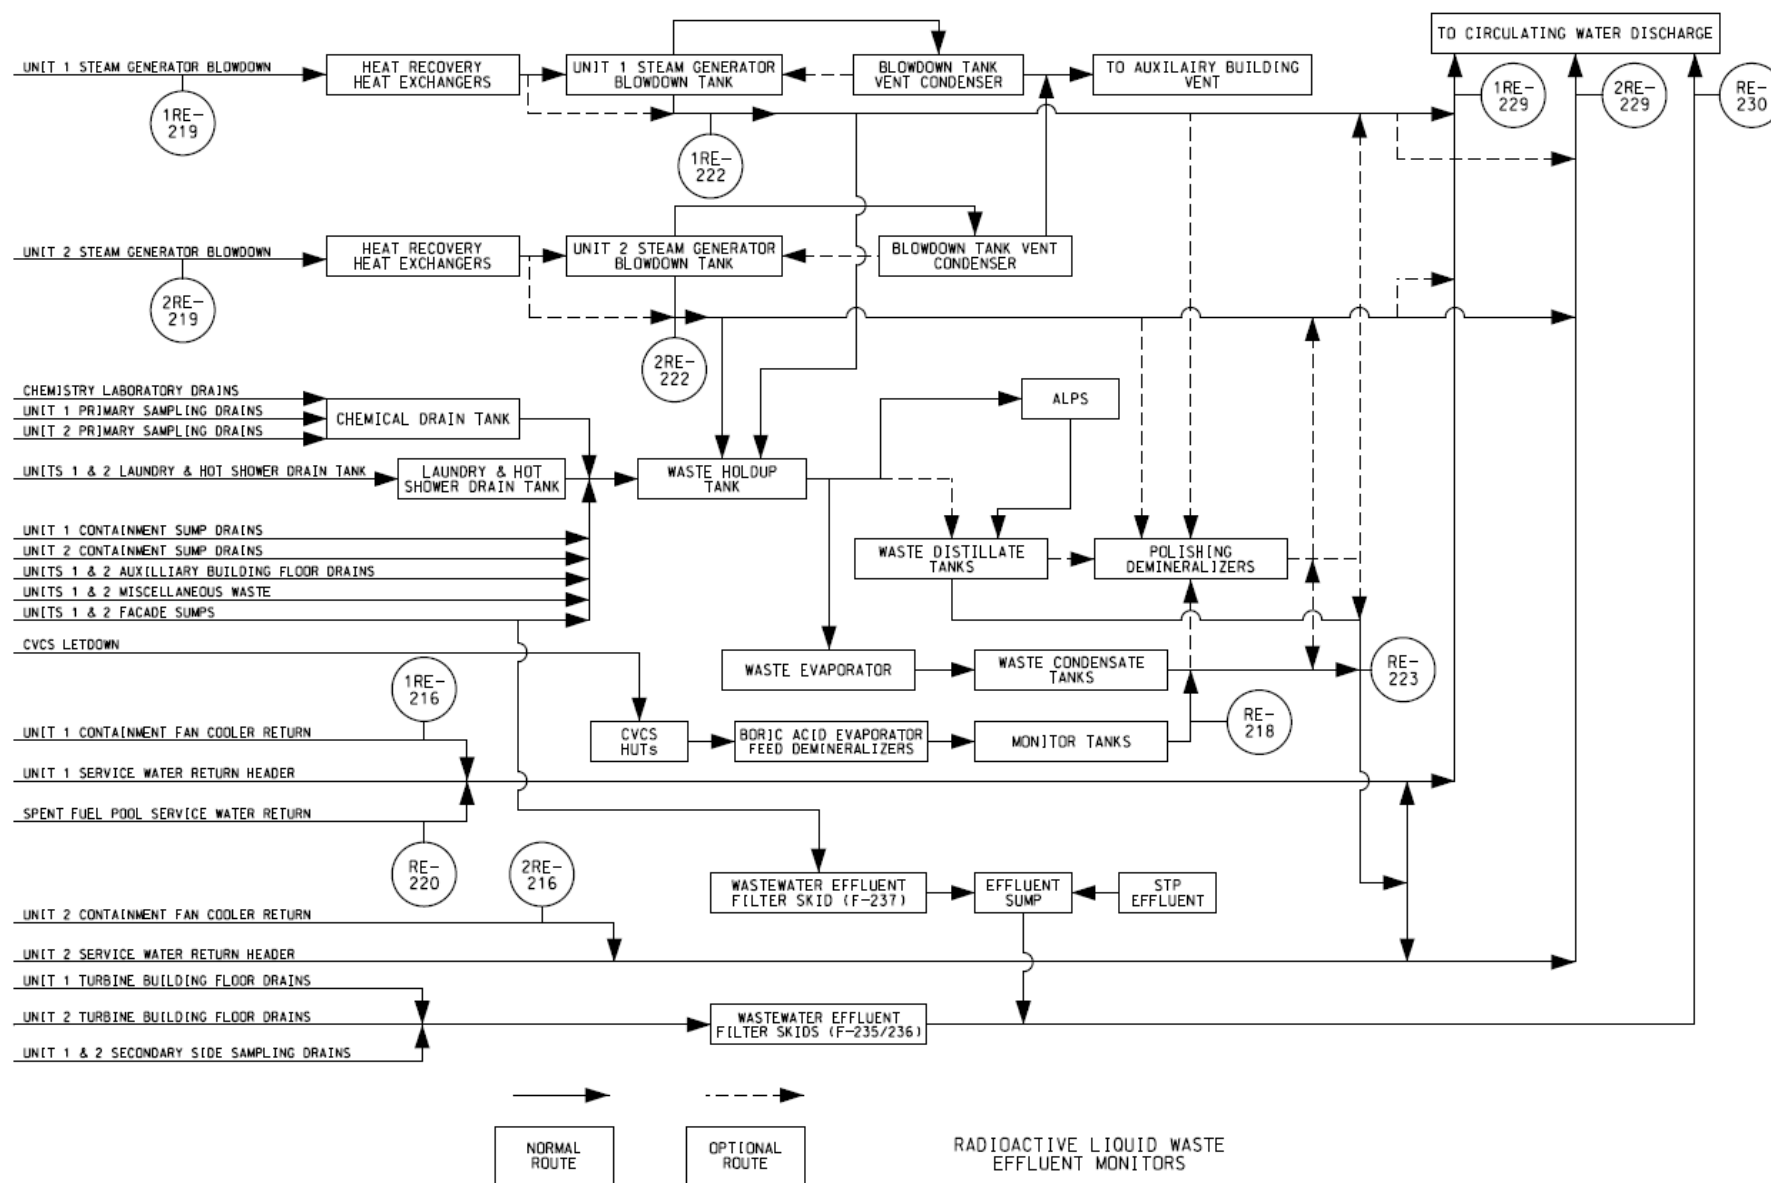 TO CIRCULATING WATER DISCHARGE
UNIT 1 STEAM GENERATOR BLOWDOWN
HEAT RECOVERY
HEAT EXCHANGERS
UNIT 1 STEAM GENERATOR
BLOWDOWN TANK
BLOWDOWN TANK
VENT CONDENSER
TO AUXILAIRY BUILDING
VENT
1RE-
219
1RE-
222
1RE-
229
2RE-
229
RE-
230
UNIT 2 STEAM GENERATOR BLOWDOWN
HEAT RECOVERY
HEAT EXCHANGERS
UNIT 2 STEAM GENERATOR
BLOWDOWN TANK
BLOWDOWN TANK VENT
CONDENSER
2RE-
219
2RE-
222
CHEMISTRY LABORATORY DRAINS
UNIT 1 PRIMARY SAMPLING DRAINS
UNIT 2 PRIMARY SAMPLING DRAINS
CHEMICAL DRAIN TANK
ALPS
UNITS 1 & 2 LAUNDRY & HOT SHOWER DRAIN TANK
LAUNDRY & HOT
SHOWER DRAIN TANK
WASTE HOLDUP
TANK
UNIT 1 CONTAINMENT SUMP DRAINS
UNIT 2 CONTAINMENT SUMP DRAINS
UNITS 1 & 2 AUXILLIARY BUILDING FLOOR DRAINS
UNITS 1 & 2 MISCELLANEOUS WASTE
UNITS 1 & 2 FACADE SUMPS
WASTE DISTILLATE
TANKS
POLISHING
DEMINERALIZERS
CVCS LETDOWN
WASTE EVAPORATOR
WASTE CONDENSATE
TANKS
RE-
223
1RE-
216
RE-
218
UNIT 1 CONTAINMENT FAN COOLER RETURN
CVCS
HUTs
BORIC ACID EVAPORATOR
FEED DEMINERALIZERS
MONITOR TANKS
UNIT 1 SERVICE WATER RETURN HEADER
SPENT FUEL POOL SERVICE WATER RETURN
RE-
220
2RE-
216
WASTEWATER EFFLUENT
FILTER SKID (F-237)
EFFLUENT
SUMP
STP
EFFLUENT
UNIT 2 CONTAINMENT FAN COOLER RETURN
UNIT 2 SERVICE WATER RETURN HEADER
UNIT 1 TURBINE BUILDING FLOOR DRAINS
UNIT 2 TURBINE BUILDING FLOOR DRAINS
UNIT 1 & 2 SECONDARY SIDE SAMPLING DRAINS
WASTEWATER EFFLUENT
FILTER SKIDS (F-235/236)
NORMAL
ROUTE
OPTIONAL
ROUTE
RADIOACTIVE LIQUID WASTE
EFFLUENT MONITORS